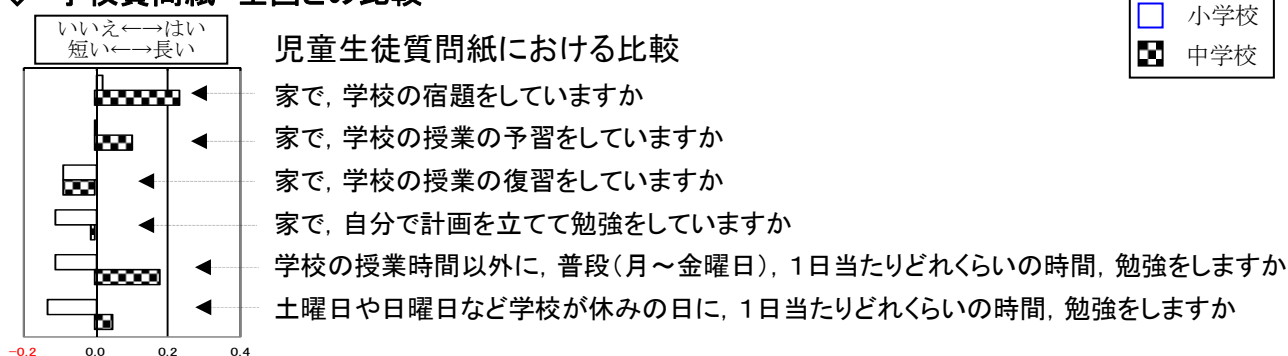 いいえ←→はい
短い←→長い
児童生徒質問紙における比較
小学校
中学校
家で，学校の宿題をしていますか
家で，学校の授業の予習をしていますか
家で，学校の授業の復習をしていますか
家で，自分で計画を立てて勉強をしていますか
学校の授業時間以外に，普段（月～金曜日），１日当たりどれくらいの時間，勉強をしますか
土曜日や日曜日など学校が休みの日に，１日当たりどれくらいの時間，勉強をしますか
-0.2 0.0 0.2 0.4